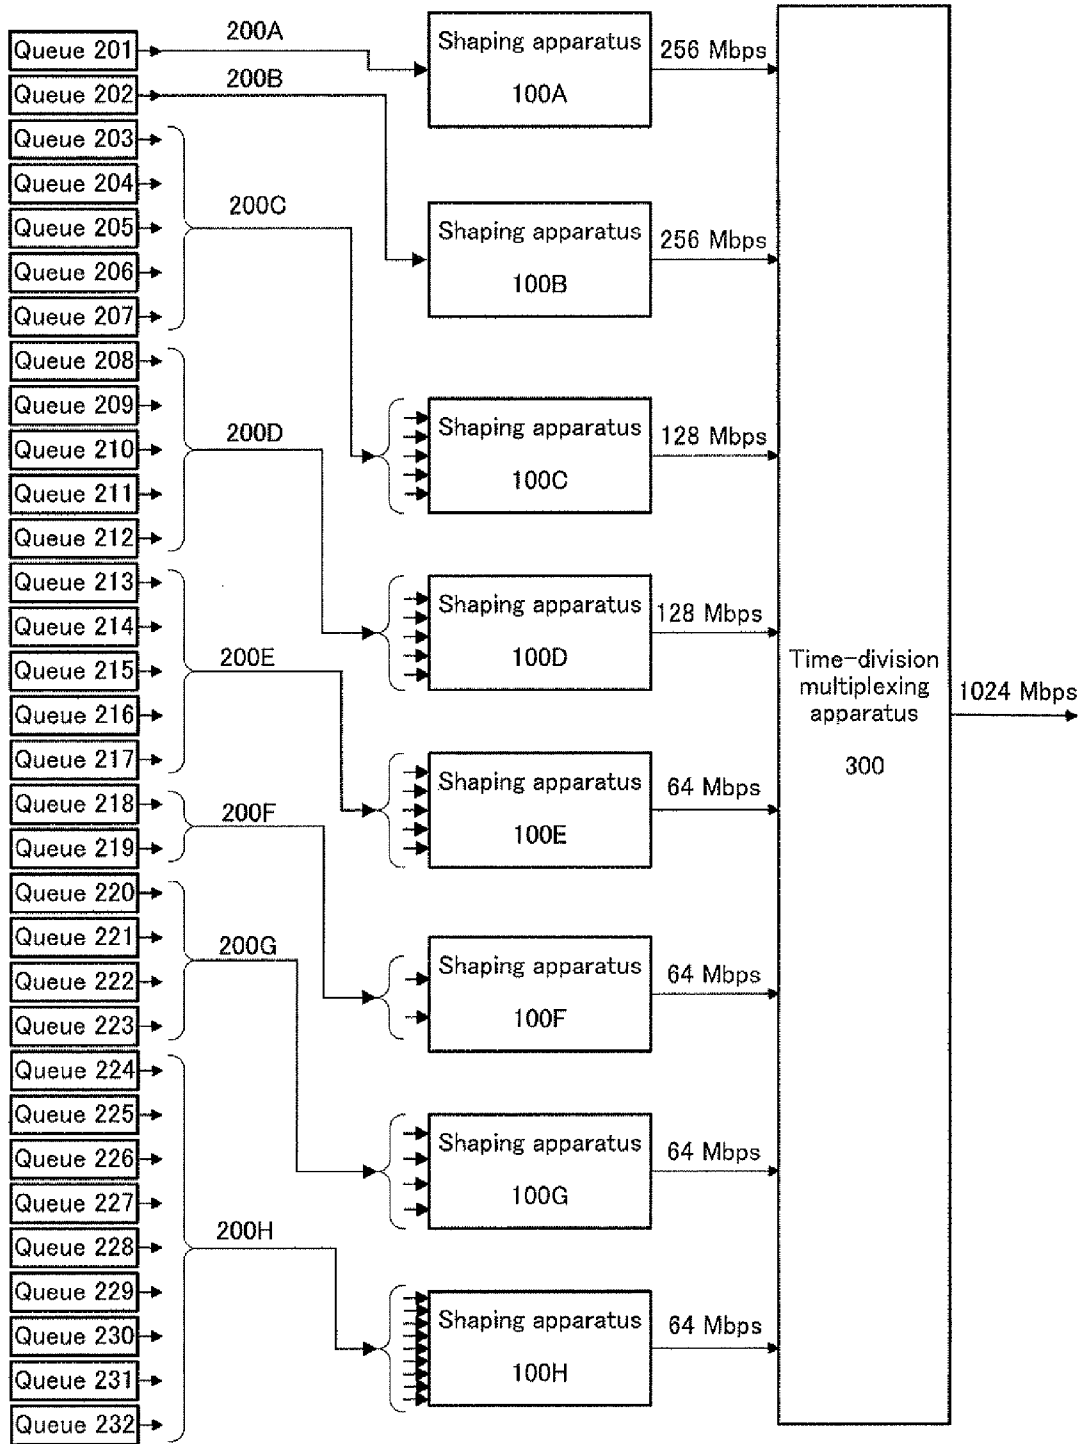 Queue 201
Queue 202
Queue 203
Queue 204
Queue 205
Queue 206
Queue 207
Queue 208
Queue 209
Queue 210
Queue 211
Queue 212
Queue 213
Queue 214
Queue 215
Queue 216
Queue 217
Queue 218
Queue 219
Queue 220
Queue 221
Queue 222
Queue 223
Queue 224
Queue 225
Queue 226
Queue 227
Queue 228
Queue 229
Queue 230
Queue 231
Queue 232
200A
200B
200C
200D
200E
200F
200G
200H
Shaping apparatus
100A
Shaping apparatus
100B
Shaping apparatus
100C
Shaping apparatus
100D
Shaping apparatus
100E
Shaping apparatus
100F
Shaping apparatus
100G
Shaping apparatus
100H
256 Mbps
256 Mbps
128 Mbps
128 Mbps
64 Mbps
64 Mbps
64 Mbps
64 Mbps
Time-division
multiplexing
apparatus
300
1024 Mbps